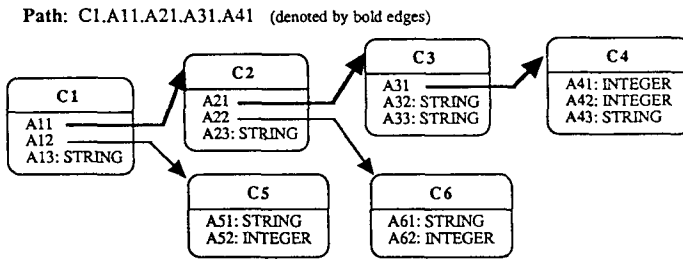 Path: C1.A11.A21.A31.A41 (denoted by bold edges)
C1
A11
A12
A13: STRING
C2
A21
A22
A23: STRING
C3
A31
A32: STRING
A33: STRING
C4
A41: INTEGER
A42: INTEGER
A43: STRING
C5
A51: STRING
A52: INTEGER
C6
A61: STRING
A62: INTEGER